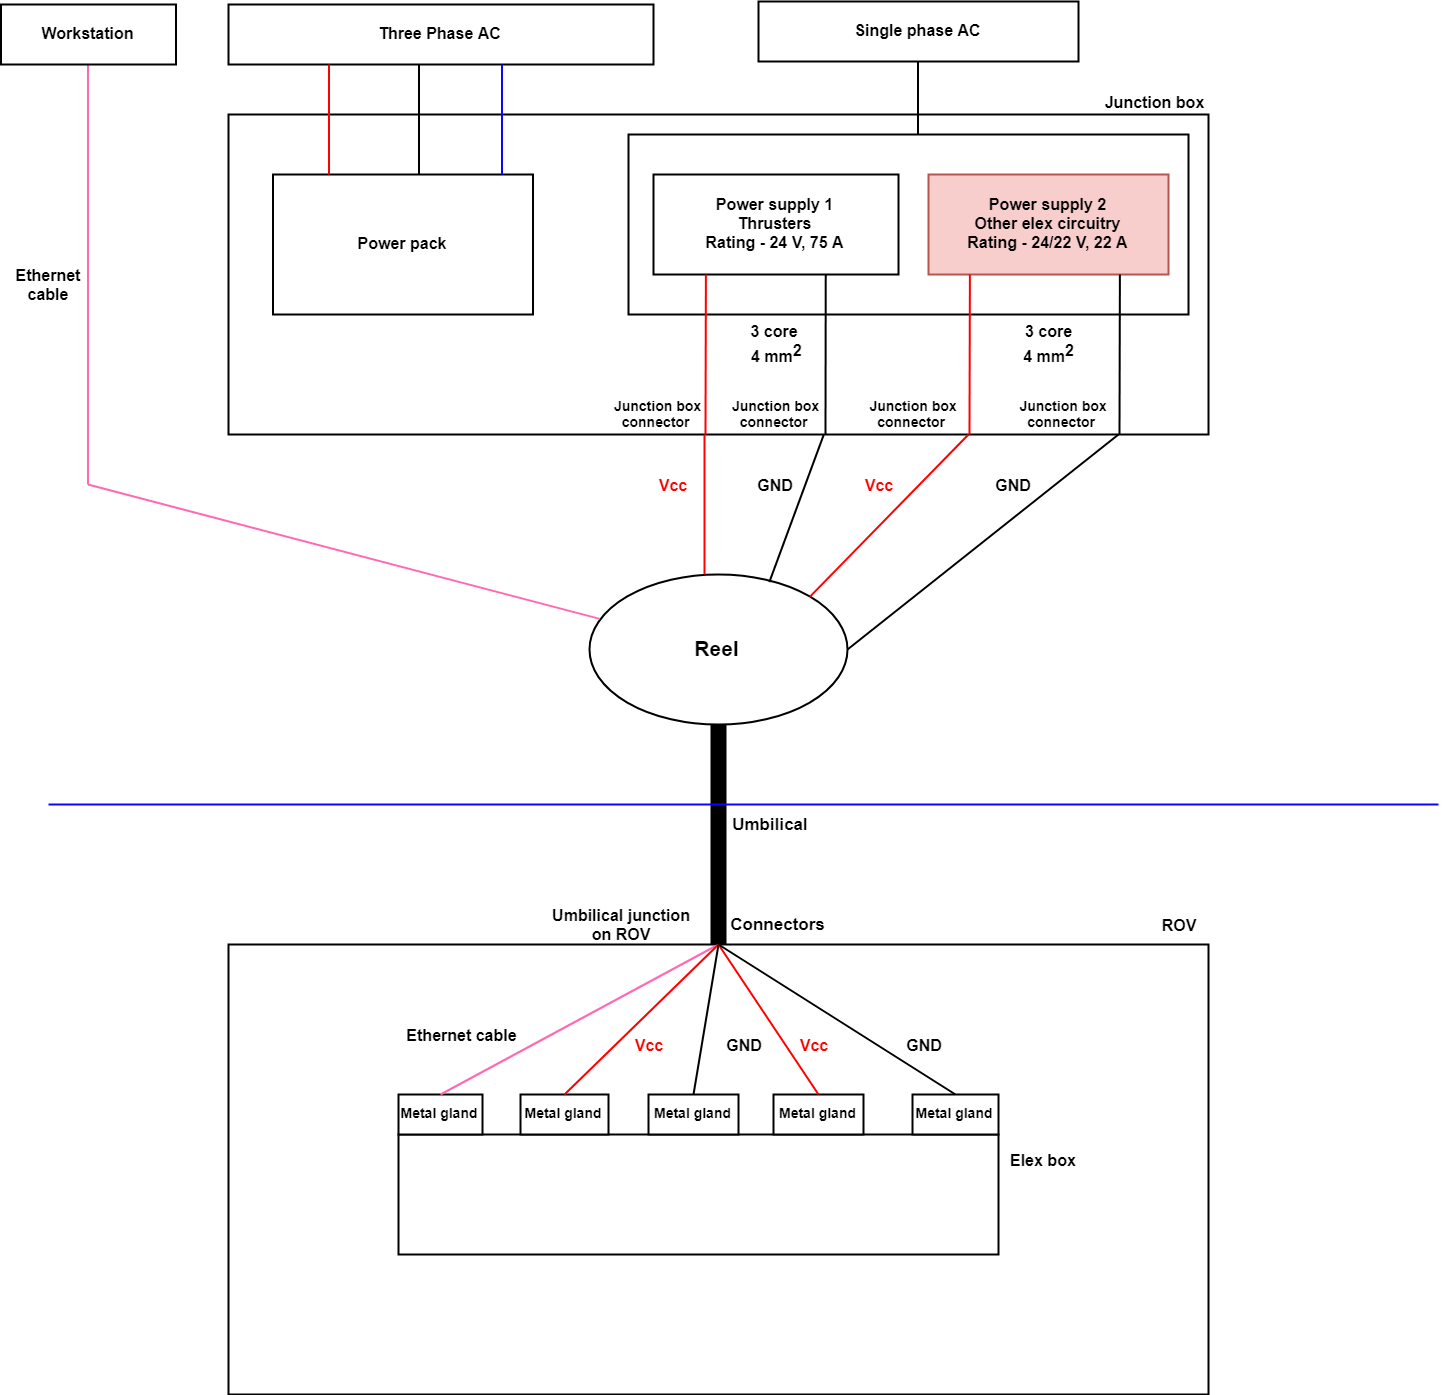 Workstation
Three Phase AC
Single phase AC
Junction box
Power supply 1
Thrusters
Rating - 24 V, 75 A
Power supply 2
Other elex circuitry
Rating - 24/22 V, 22 A
Power pack
Ethernet
cable
3 core
4 mm2
3 core
4 mm2
Junction box
connector
Junction box
connector
Junction box
connector
Junction box
connector
Vcc
GND
Vcc
GND
Reel
Umbilical
Umbilical junction
on ROV
Connectors
ROV
Ethernet cable
Vcc
GND
Vcc
GND
Metal gland
Metal gland
Metal gland
Metal gland
Metal gland
Elex box